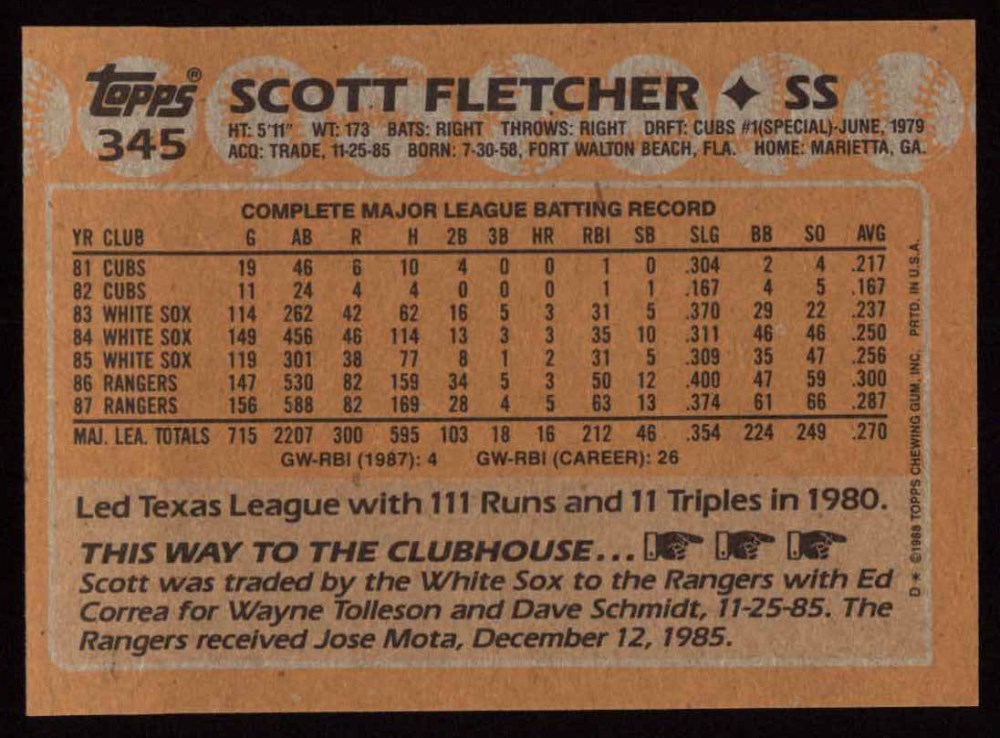 topps® SCOTT FLETCHER ✦ SS
345
HT: 5'11" WT: 173 BATS: RIGHT THROWS: RIGHT DRFT: CUBS #1(SPECIAL)-JUNE, 1979
ACQ: TRADE, 11-25-85 BORN: 7-30-58, FORT WALTON BEACH, FLA. HOME: MARIETTA, GA.
COMPLETE MAJOR LEAGUE BATTING RECORD
YR CLUB G AB R H 2B 3B HR RBI SB SLG BB SO AVG
81 CUBS 19 46 6 10 4 0 0 1 0 .304 2 4 .217
82 CUBS 11 24 4 4 0 0 0 1 1 .167 4 5 .167
83 WHITE SOX 114 262 42 62 16 5 3 31 5 .370 29 22 .237
84 WHITE SOX 149 456 46 114 13 3 3 35 10 .311 46 46 .250
85 WHITE SOX 119 301 38 77 8 1 2 31 5 .309 35 47 .256
86 RANGERS 147 530 82 159 34 5 3 50 12 .400 47 59 .300
87 RANGERS 156 588 82 169 28 4 5 63 13 .374 61 66 .287
MAJ. LEA. TOTALS 715 2207 300 595 103 18 16 212 46 .354 224 249 .270
GW-RBI (1987): 4 GW-RBI (CAREER): 26
Led Texas League with 111 Runs and 11 Triples in 1980.
THIS WAY TO THE CLUBHOUSE...
Scott was traded by the White Sox to the Rangers with Ed
Correa for Wayne Tolleson and Dave Schmidt, 11-25-85. The
Rangers received Jose Mota, December 12, 1985.
D* ©1988 TOPPS CHEWING GUM, INC. PRTD. IN U.S.A.